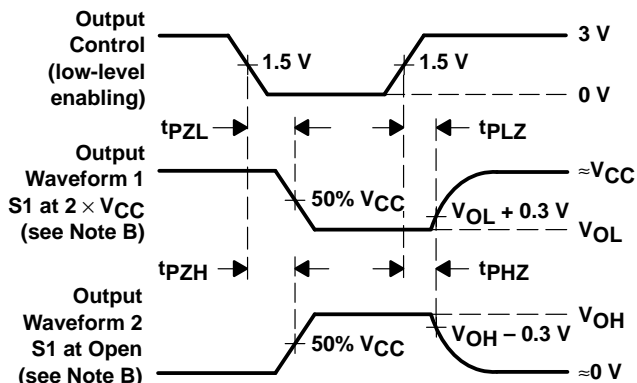 Output
Control
(low-level
enabling)
1.5 V
1.5 V
3 V
0 V
tPZL
tPLZ
Output
Waveform 1
S1 at 2 × VCC
(see Note B)
50% VCC
VOL + 0.3 V
≈VCC
VOL
tPZH
tPHZ
Output
Waveform 2
S1 at Open
(see Note B)
50% VCC
VOH – 0.3 V
VOH
≈0 V